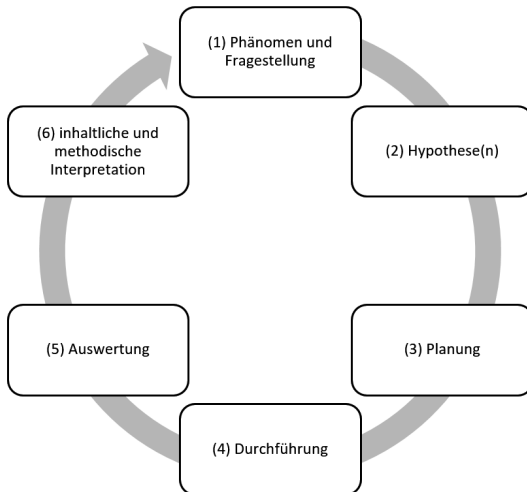 (1) Phänomen und
Fragestellung
(2) Hypothese(n)
(3) Planung
(4) Durchführung
(5) Auswertung
(6) inhaltliche und
methodische
Interpretation